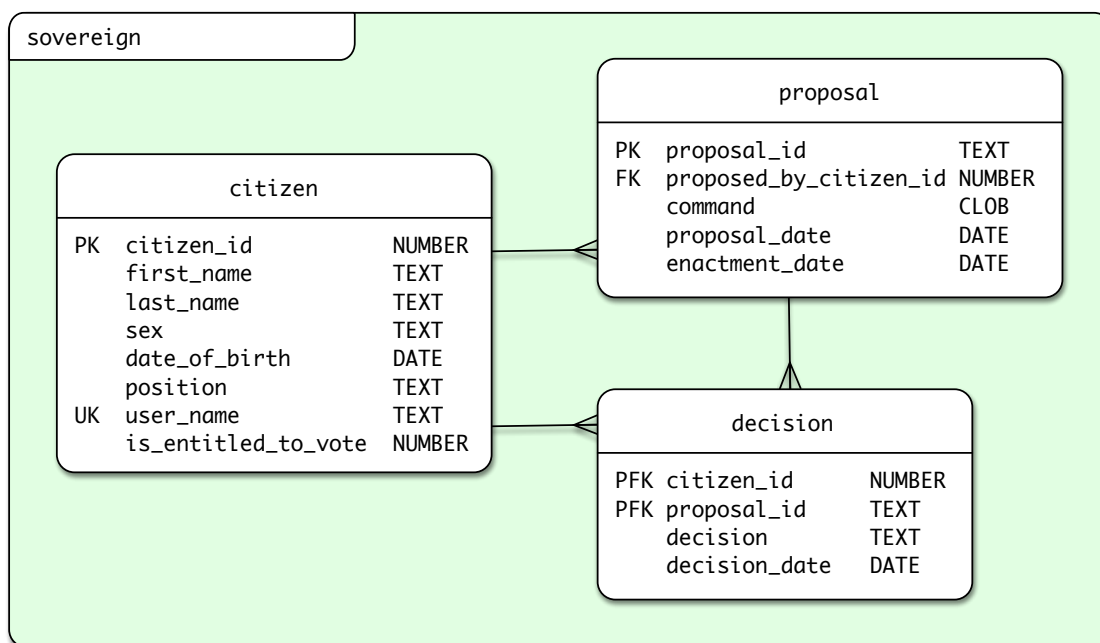 sovereign
proposal
PK proposal_id TEXT
FK proposed_by_citizen_id NUMBER
command CLOB
proposal_date DATE
enactment_date DATE
citizen
PK citizen_id NUMBER
first_name TEXT
last_name TEXT
sex TEXT
date_of_birth DATE
position TEXT
UK user_name TEXT
is_entitled_to_vote NUMBER
decision
PFK citizen_id NUMBER
PFK proposal_id TEXT
decision TEXT
decision_date DATE